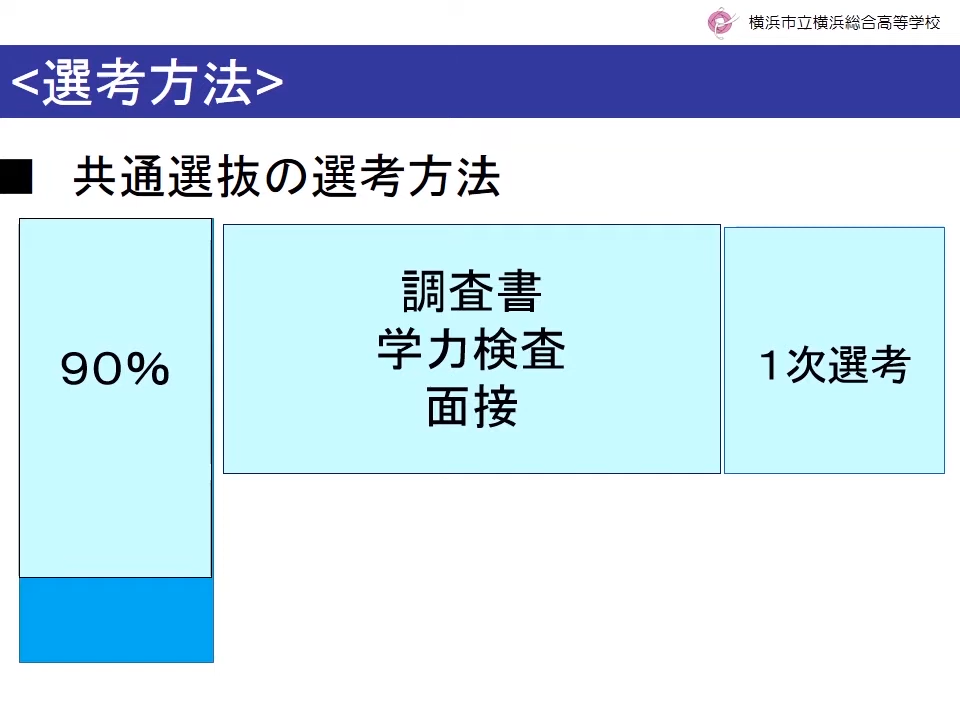 横浜市立横浜総合高等学校
<選考方法>
■ 共通選抜の選考方法
90%
調査書
学力検査
面接
1次選考